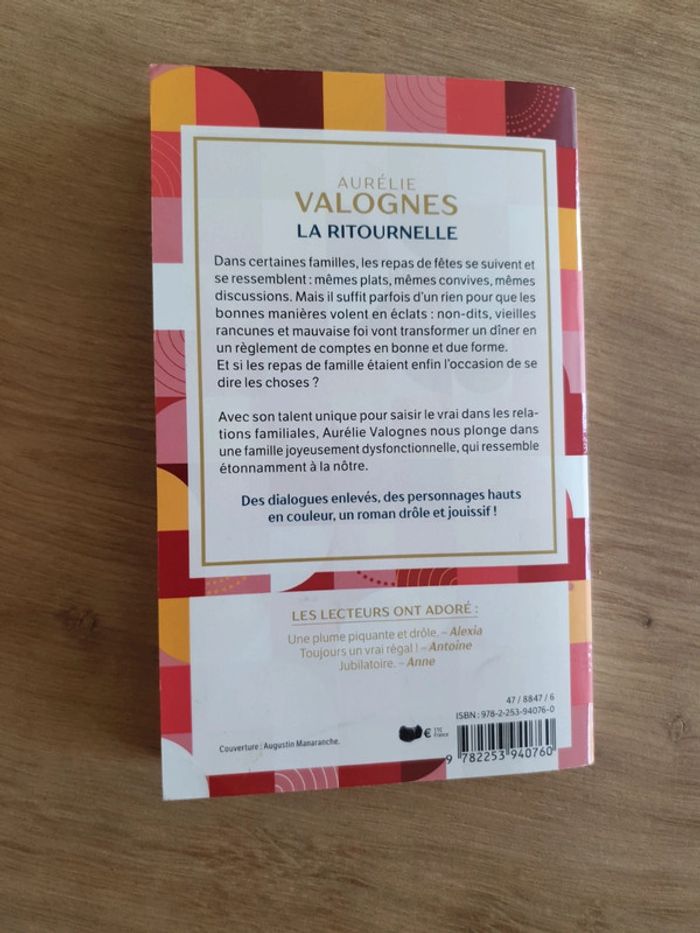 AURÉLIE
VALOGNES
LA RITOURNELLE
Dans certaines familles, les repas de fêtes se suivent et
se ressemblent : mêmes plats, mêmes convives, mêmes
discussions. Mais il suffit parfois d'un rien pour que les
bonnes manières volent en éclats : non-dits, vieilles
rancunes et mauvaise foi vont transformer un dîner en
un règlement de comptes en bonne et due forme.
Et si les repas de famille étaient enfin l'occasion de se
dire les choses ?
Avec son talent unique pour saisir le vrai dans les rela-
tions familiales, Aurélie Valognes nous plonge dans
une famille joyeusement dysfonctionnelle, qui ressemble
étonnamment à la nôtre.
Des dialogues enlevés, des personnages hauts
en couleur, un roman drôle et jouissif !
LES LECTEURS ONT ADORÉ :
Une plume piquante et drôle. – Alexia
Toujours un vrai régal ! – Antoine
Jubilatoire. – Anne
47 / 8847 / 6
ISBN : 978-2-253-94076-0
€ TTC
France
Couverture : Augustin Manaranche.
9 782253 940760